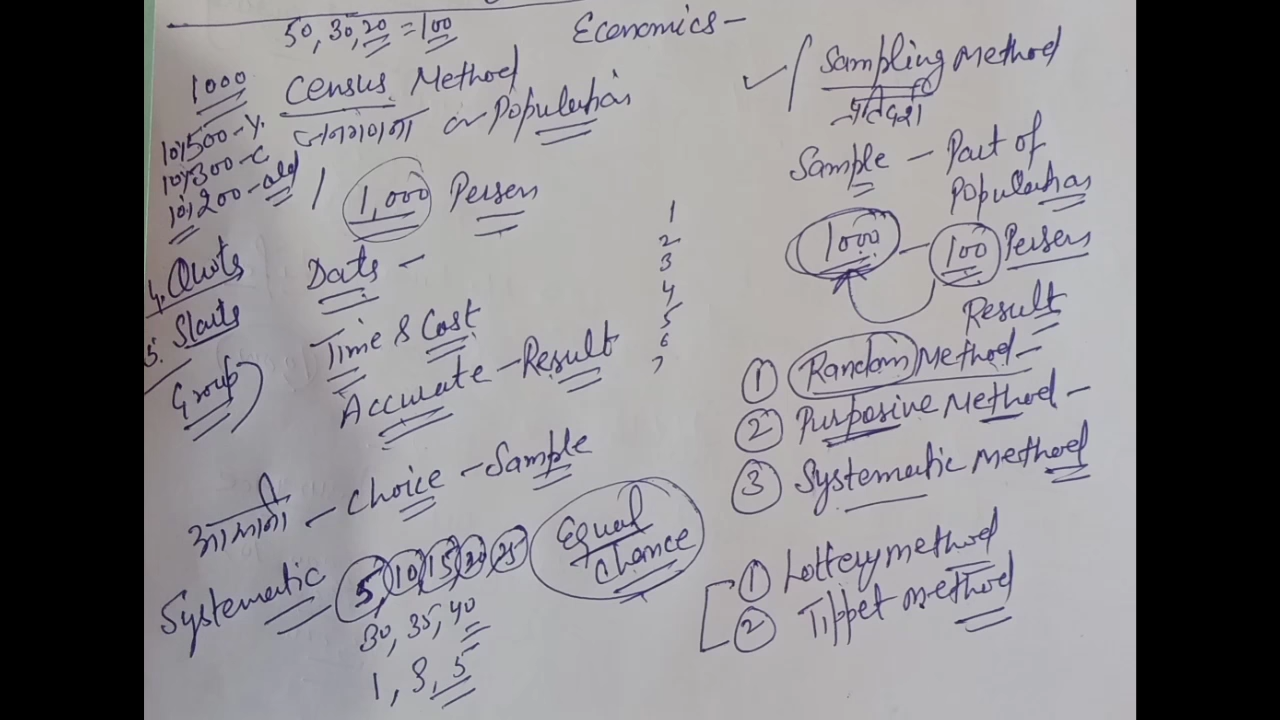 50, 30, 20 = 100
Economics -
1000
Census Method
जनगणना or Population
10% 500 - Y.
10% 300 - C
10% 200 - old
1,000 Persons
4. Quota
Data -
5. Strata
Group
Time & Cost
Accurate - Result
1
2
3
4
5
6
7
Choice - Sample
Systematic 5, 10, 15, 20, 25
30, 35, 40
1, 3, 5
Equal
Chance
Sampling Method
Sample - Part of
Population
1000 - 100 Persons
Result
1 Random Method -
2 Purposive Method -
3 Systematic Method
1 Lottery method
2 Tippet Method